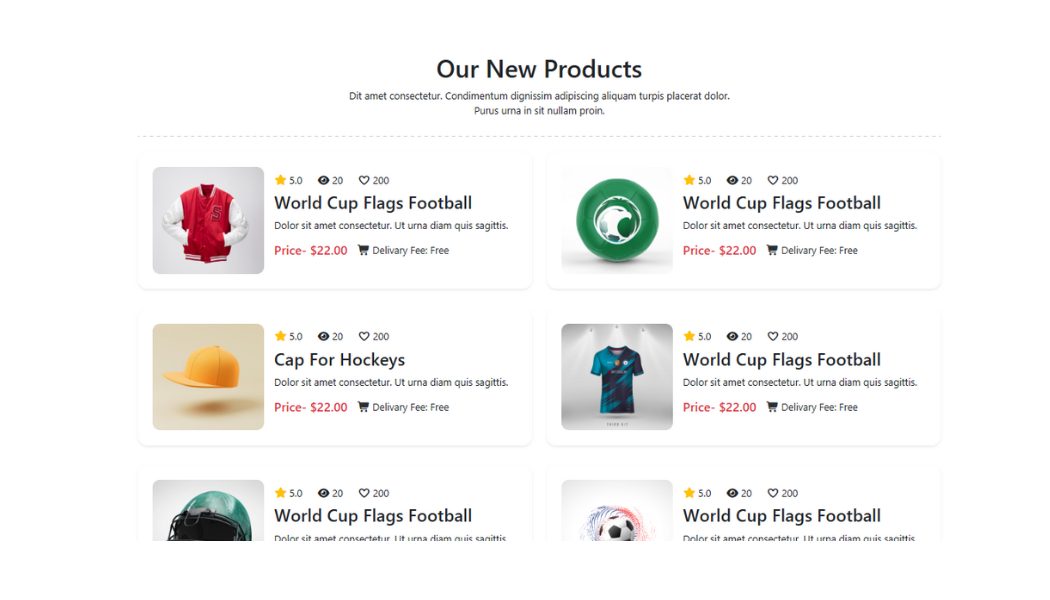 Our New Products
Dit amet consectetur. Condimentum dignissim adipiscing aliquam turpis placerat dolor.
Purus urna in sit nullam proin.
5.0 20 200
World Cup Flags Football
Dolor sit amet consectetur. Ut urna diam quis sagittis.
Price- $22.00 Delivery Fee: Free
5.0 20 200
World Cup Flags Football
Dolor sit amet consectetur. Ut urna diam quis sagittis.
Price- $22.00 Delivery Fee: Free
5.0 20 200
Cap For Hockeys
Dolor sit amet consectetur. Ut urna diam quis sagittis.
Price- $22.00 Delivery Fee: Free
THIRD KIT
5.0 20 200
World Cup Flags Football
Dolor sit amet consectetur. Ut urna diam quis sagittis.
Price- $22.00 Delivery Fee: Free
5.0 20 200
World Cup Flags Football
Dolor sit amet consectetur. Ut urna diam quis sagittis.
5.0 20 200
World Cup Flags Football
Dolor sit amet consectetur. Ut urna diam quis sagittis.